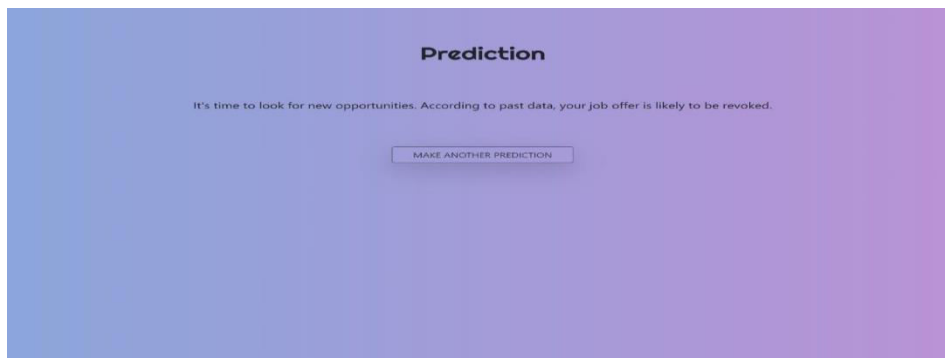 Prediction
It's time to look for new opportunities. According to past data, your job offer is likely to be revoked.
MAKE ANOTHER PREDICTION